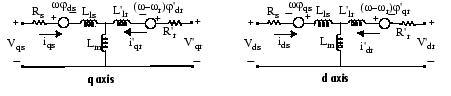 Rs ωφds Lls L'lr (ω–ωr)φ'dr
+ – + – +
R'r
Vqs iqs Lm i'qr V'qr
– –
q axis
Rs ωφqs Lls L'lr (ω–ωr)φ'qr
+ – + – +
R'r
Vds ids Lm i'dr V'dr
– –
d axis